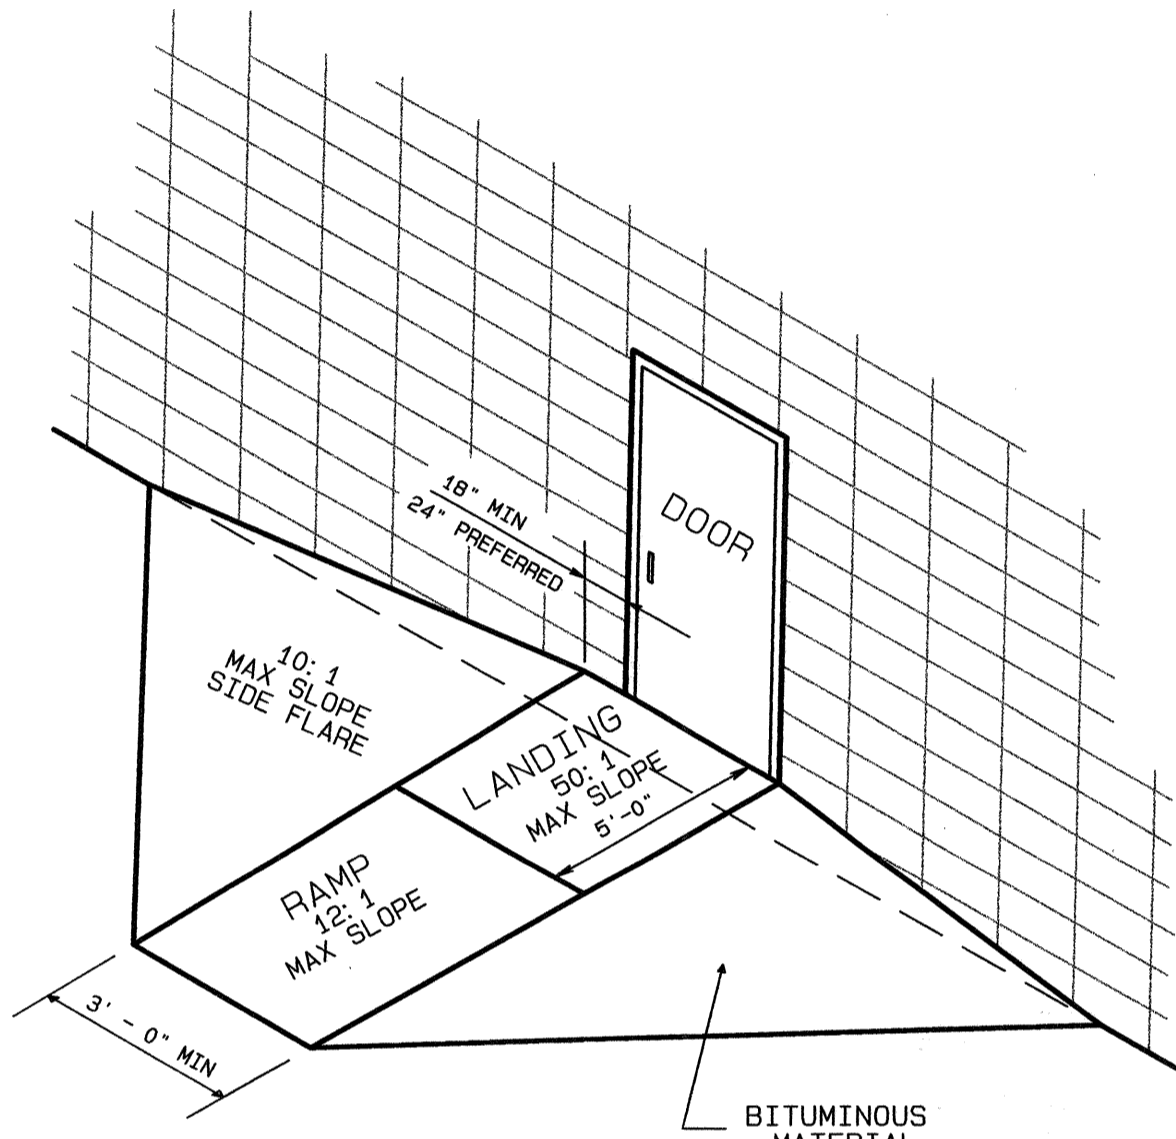 DOOR
18" MIN
24" PREFERRED
10:1
MAX SLOPE
SIDE FLARE
LANDING
50:1
MAX SLOPE
5'-0"
RAMP
12:1
MAX SLOPE
3' - 0" MIN
BITUMINOUS
MATERIAL